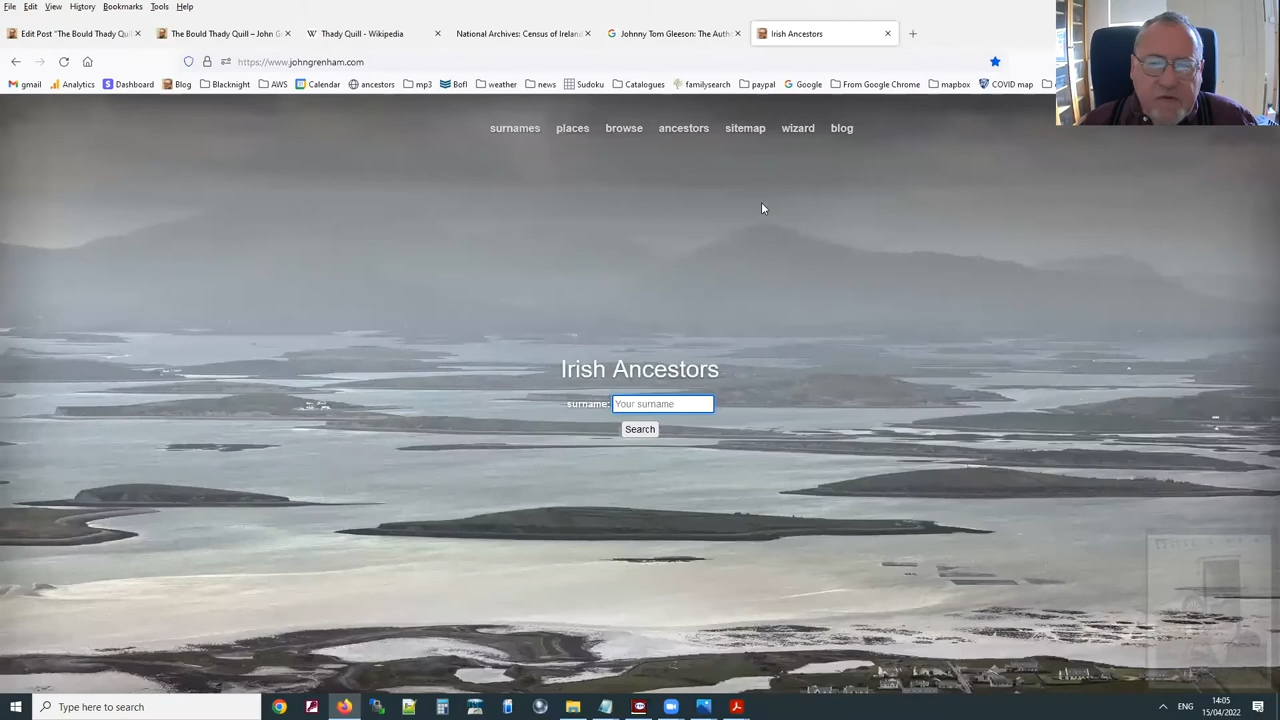 File Edit View History Bookmarks Tools Help
Edit Post "The Bould Thady Qui
The Bould Thady Quill – John G
Thady Quill - Wikipedia
National Archives: Census of Ireland
Johnny Tom Gleeson: The Auth
Irish Ancestors
https://www.johngrenham.com
gmail Analytics Dashboard Blog Blacknight AWS Calendar ancestors mp3 Bofi weather news Sudoku Catalogues familysearch paypal Google From Google Chrome mapbox COVID map
surnames places browse ancestors sitemap wizard blog
Irish Ancestors
surname: Your surname
Search
Type here to search
ENG
14:05
15/04/2022